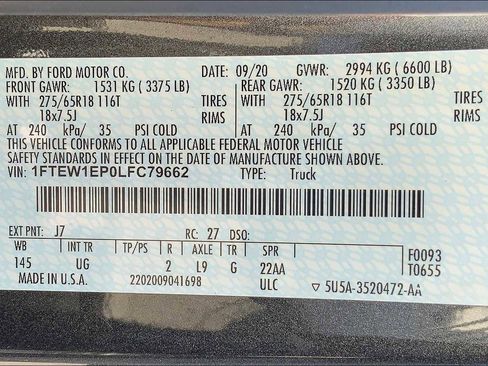 MFD. BY FORD MOTOR CO. DATE: 09/20 GVWR: 2994 KG ( 6600 LB)
FRONT GAWR: 1531 KG ( 3375 LB) REAR GAWR: 1520 KG ( 3350 LB)
WITH 275/65R18 116T TIRES WITH 275/65R18 116T TIRES
18x7.5J RIMS 18x7.5J RIMS
AT 240 kPa/ 35 PSI COLD AT 240 kPa/ 35 PSI COLD
THIS VEHICLE CONFORMS TO ALL APPLICABLE FEDERAL MOTOR VEHICLE
SAFETY STANDARDS IN EFFECT ON THE DATE OF MANUFACTURE SHOWN ABOVE.
VIN: 1FTEW1EP0LFC79662 TYPE: Truck
EXT PNT: J7 RC: 27 DSO:
WB INT TR TP/PS R AXLE TR SPR F0093
145 UG 2 L9 G 22AA T0655
MADE IN U.S.A. 2202009041698 ULC ▽ 5U5A-3520472-AA